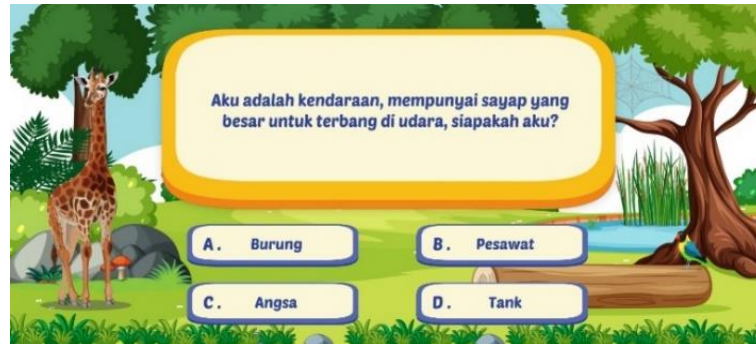 Aku adalah kendaraan, mempunyai sayap yang
besar untuk terbang di udara, siapakah aku?
A. Burung
B. Pesawat
C. Angsa
D. Tank